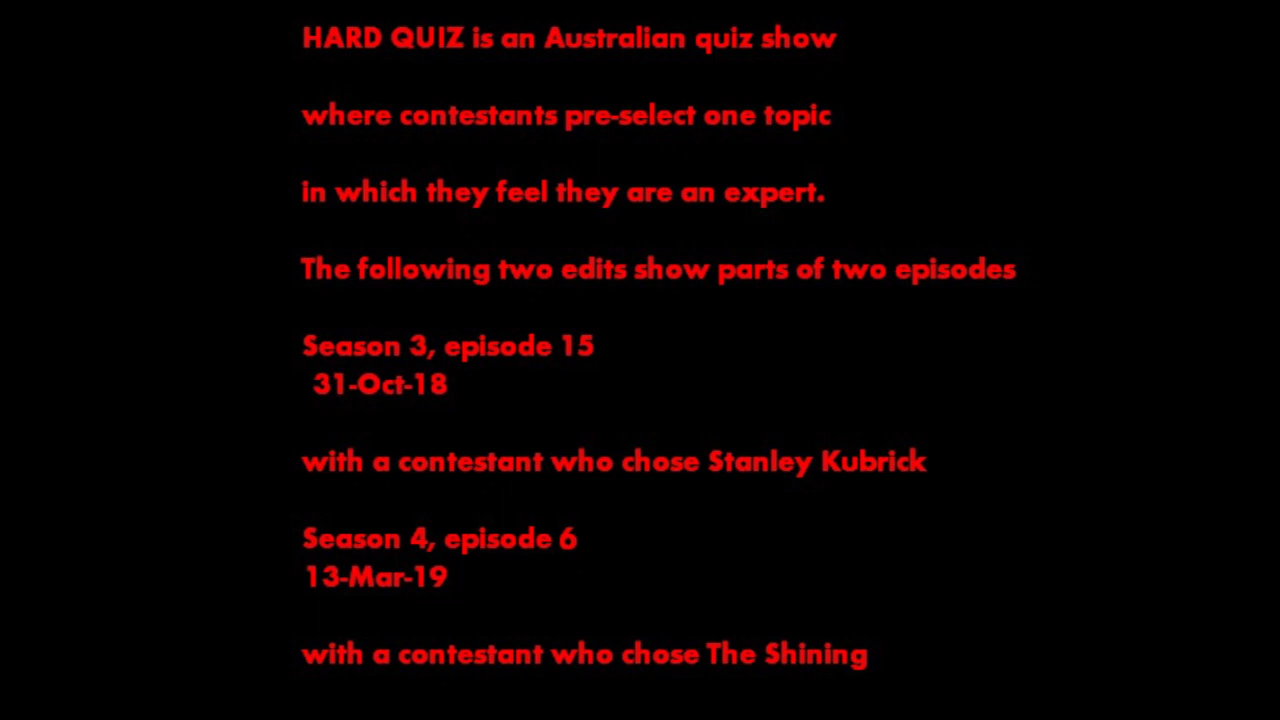 HARD QUIZ is an Australian quiz show
where contestants pre-select one topic
in which they feel they are an expert.
The following two edits show parts of two episodes
Season 3, episode 15
31-Oct-18
with a contestant who chose Stanley Kubrick
Season 4, episode 6
13-Mar-19
with a contestant who chose The Shining